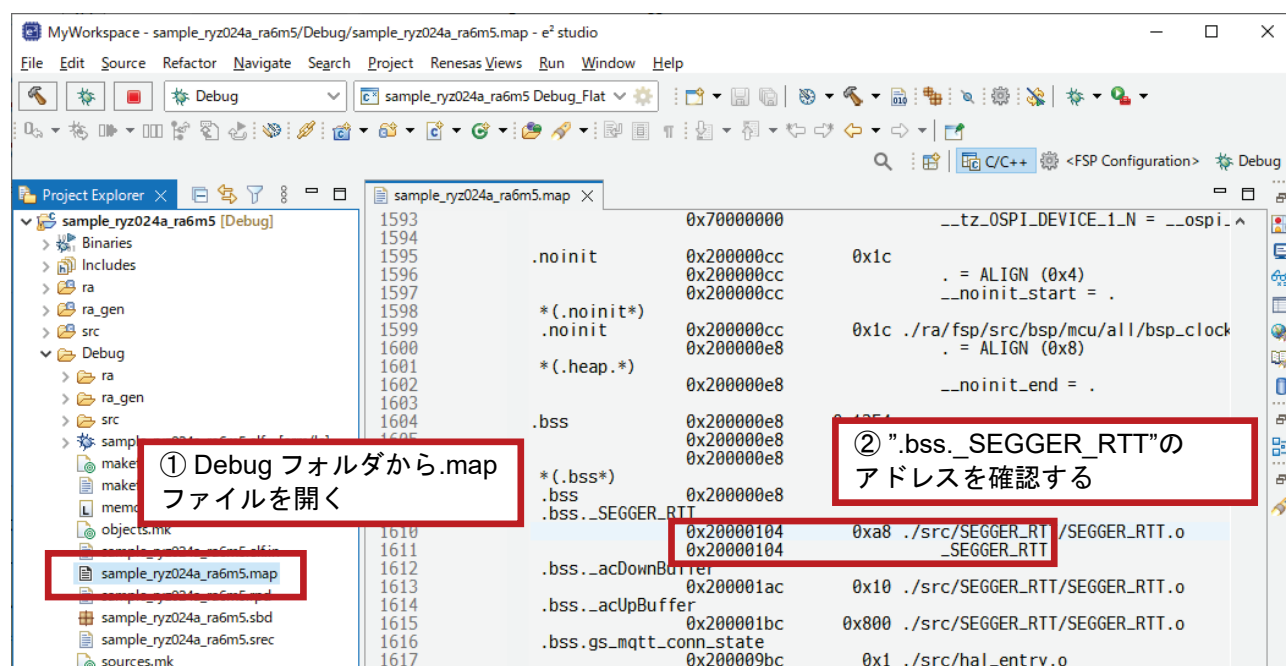 MyWorkspace - sample_ryz024a_ra6m5/Debug/sample_ryz024a_ra6m5.map - e² studio
File Edit Source Refactor Navigate Search Project Renesas Views Run Window Help
Debug
sample_ryz024a_ra6m5 Debug_Flat
C/C++ <FSP Configuration> Debug
Project Explorer
sample_ryz024a_ra6m5.map
sample_ryz024a_ra6m5 [Debug]
Binaries
Includes
ra
ra_gen
src
Debug
ra
ra_gen
src
objects.mk
sample_ryz024a_ra6m5.map
sample_ryz024a_ra6m5.sbd
sample_ryz024a_ra6m5.srec
sources.mk
① Debug フォルダから.map
ファイルを開く
1593 0x70000000 __tz_OSPI_DEVICE_1_N = __ospi_
1594
1595 .noinit 0x200000cc 0x1c
1596 0x200000cc . = ALIGN (0x4)
1597 0x200000cc __noinit_start = .
1598 *(.noinit*)
1599 .noinit 0x200000cc 0x1c ./ra/fsp/src/bsp/mcu/all/bsp_clock
1600 0x200000e8 . = ALIGN (0x8)
1601 *(.heap.*)
1602 0x200000e8 __noinit_end = .
1603
1604 .bss 0x200000e8
0x200000e8
0x200000e8
*(.bss*)
.bss 0x200000e8
.bss._SEGGER_RTT
1610 0x20000104 0xa8 ./src/SEGGER_RTT/SEGGER_RTT.o
1611 0x20000104 _SEGGER_RTT
1612 .bss._acDownBuffer
1613 0x200001ac 0x10 ./src/SEGGER_RTT/SEGGER_RTT.o
1614 .bss._acUpBuffer
1615 0x200001bc 0x800 ./src/SEGGER_RTT/SEGGER_RTT.o
1616 .bss.gs_mqtt_conn_state
1617 0x200009bc 0x1 ./src/hal_entry.o
② ”.bss._SEGGER_RTT”の
アドレスを確認する